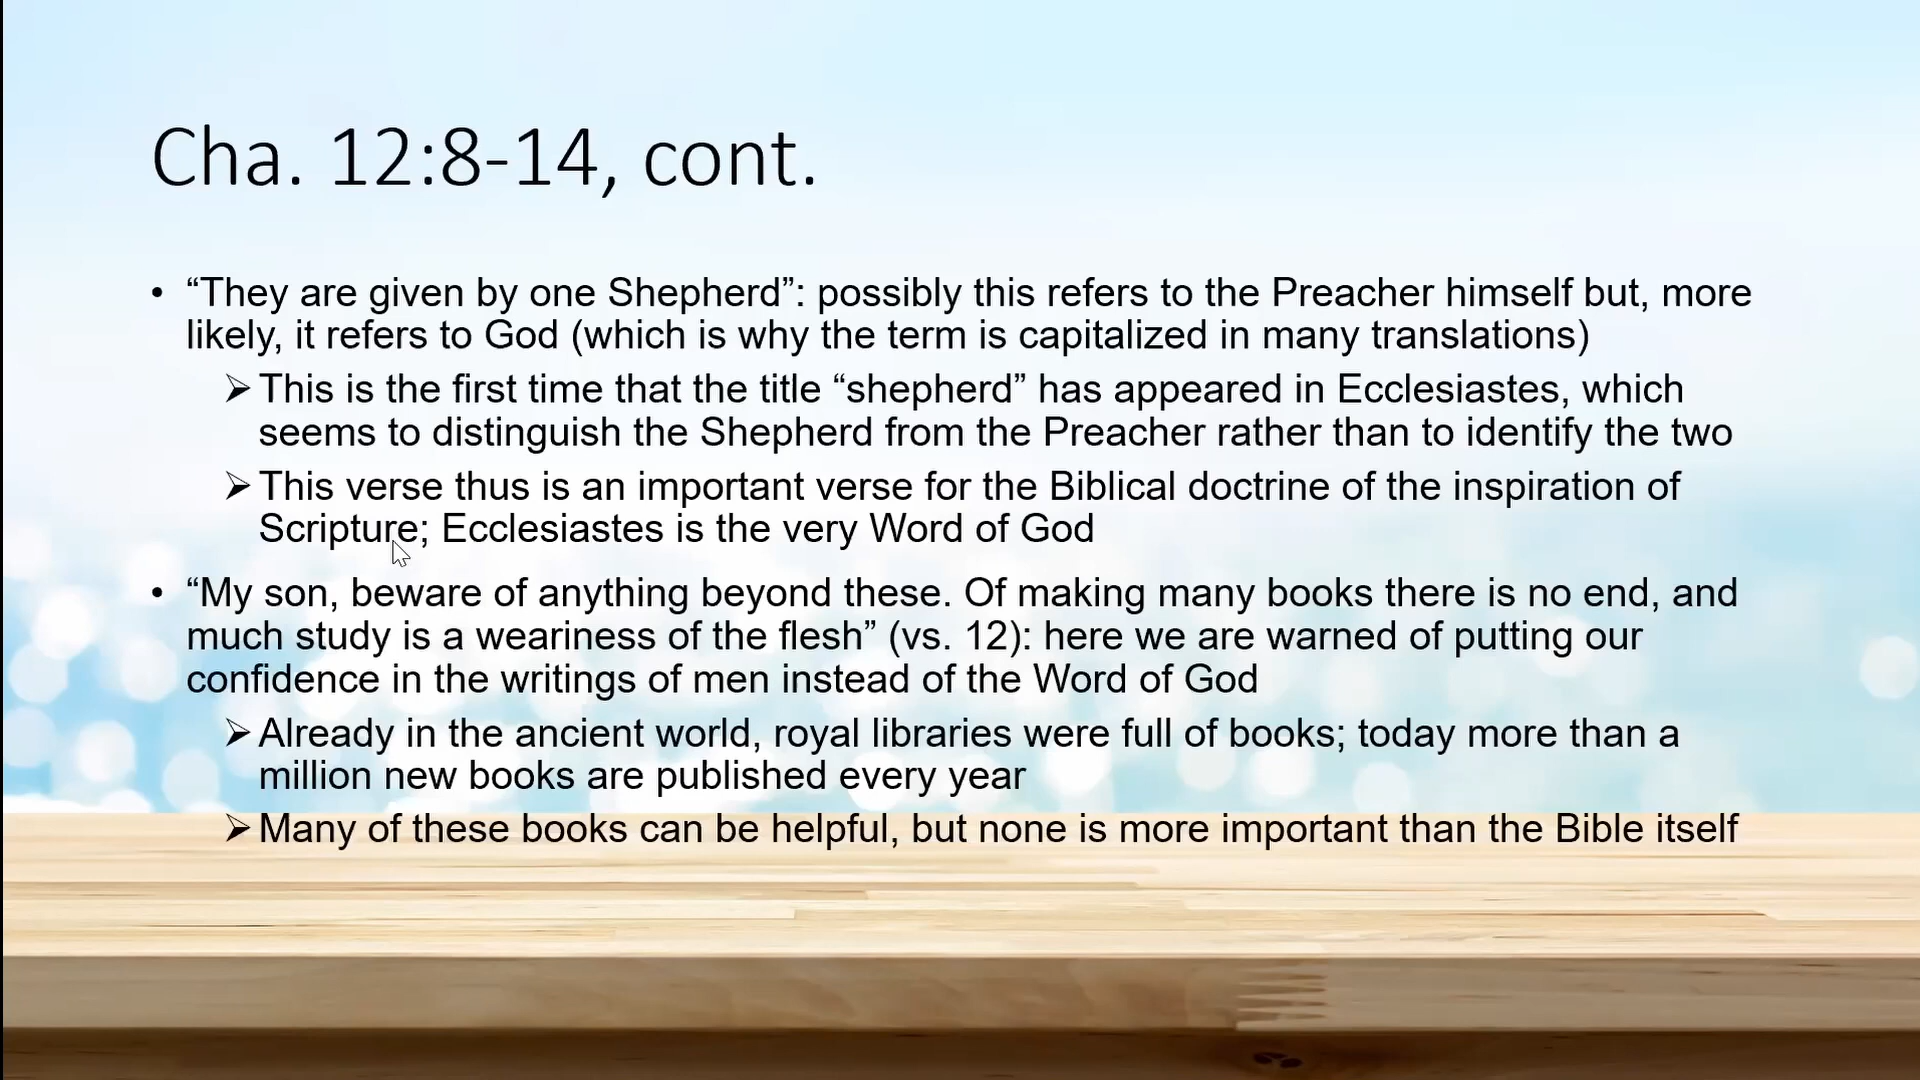 Cha. 12:8-14, cont.
• “They are given by one Shepherd”: possibly this refers to the Preacher himself but, more
likely, it refers to God (which is why the term is capitalized in many translations)
➢ This is the first time that the title “shepherd” has appeared in Ecclesiastes, which
seems to distinguish the Shepherd from the Preacher rather than to identify the two
➢ This verse thus is an important verse for the Biblical doctrine of the inspiration of
Scripture; Ecclesiastes is the very Word of God
• “My son, beware of anything beyond these. Of making many books there is no end, and
much study is a weariness of the flesh” (vs. 12): here we are warned of putting our
confidence in the writings of men instead of the Word of God
➢ Already in the ancient world, royal libraries were full of books; today more than a
million new books are published every year
➢ Many of these books can be helpful, but none is more important than the Bible itself